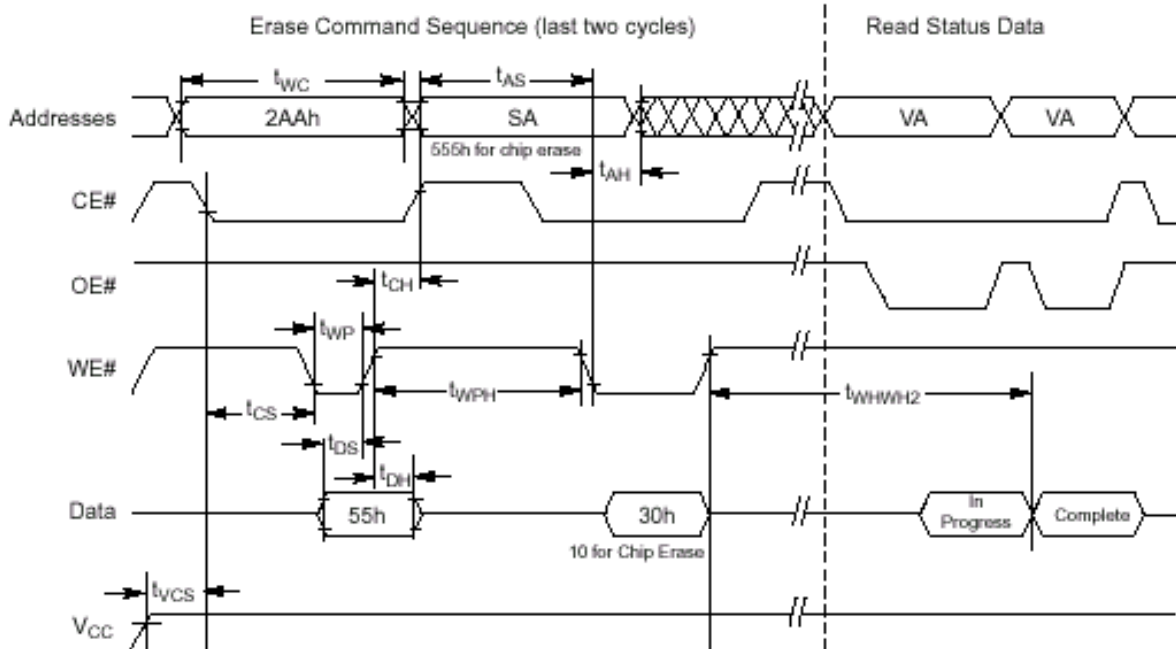 Erase Command Sequence (last two cycles) Read Status Data
tWC tAS
Addresses 2AAh SA VA VA
555h for chip erase
tAH
CE#
tCH
OE#
tWP
WE#
tWPH tWHWH2
tCS
tDS
tDH
Data 55h 30h In Progress Complete
10 for Chip Erase
tVCS
VCC